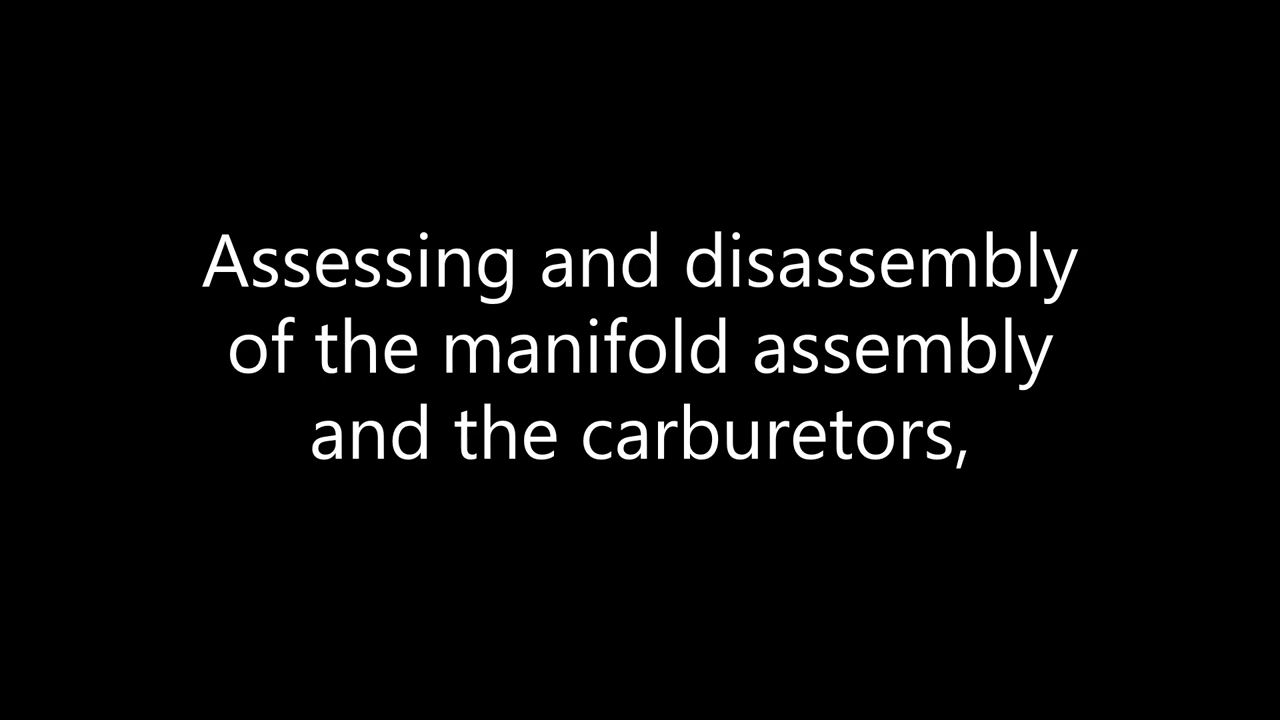 Assessing and disassembly
of the manifold assembly
and the carburetors,